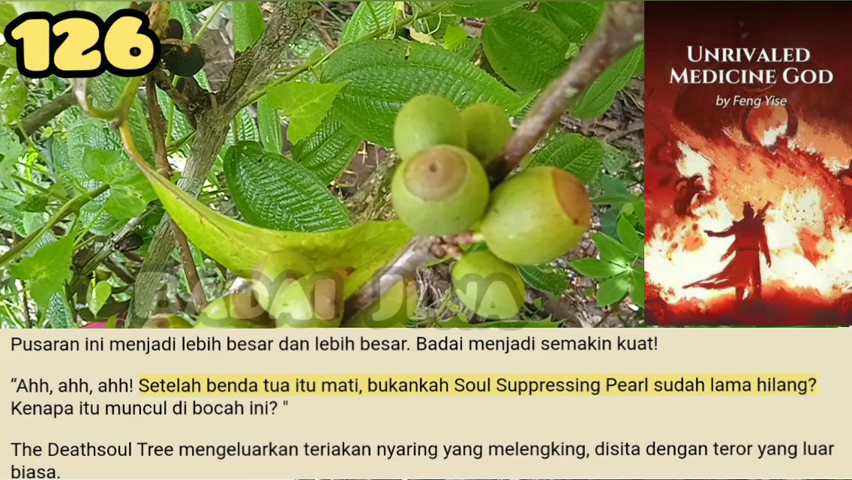 126
UNRIVALED
MEDICINE GOD
by Feng Yise
BADAI JIWA
Pusaran ini menjadi lebih besar dan lebih besar. Badai menjadi semakin kuat!
“Ahh, ahh, ahh! Setelah benda tua itu mati, bukankah Soul Suppressing Pearl sudah lama hilang?
Kenapa itu muncul di bocah ini? "
The Deathsoul Tree mengeluarkan teriakan nyaring yang melengking, disita dengan teror yang luar
biasa.